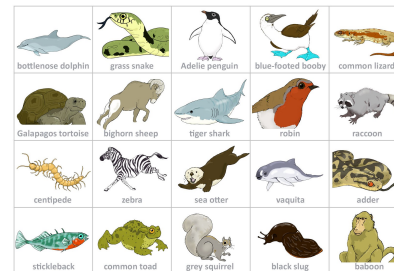 bottlenose dolphin
grass snake
Adelie penguin
blue-footed booby
common lizard
Galapagos tortoise
bighorn sheep
tiger shark
robin
raccoon
centipede
zebra
sea otter
vaquita
adder
stickleback
common toad
grey squirrel
black slug
baboon